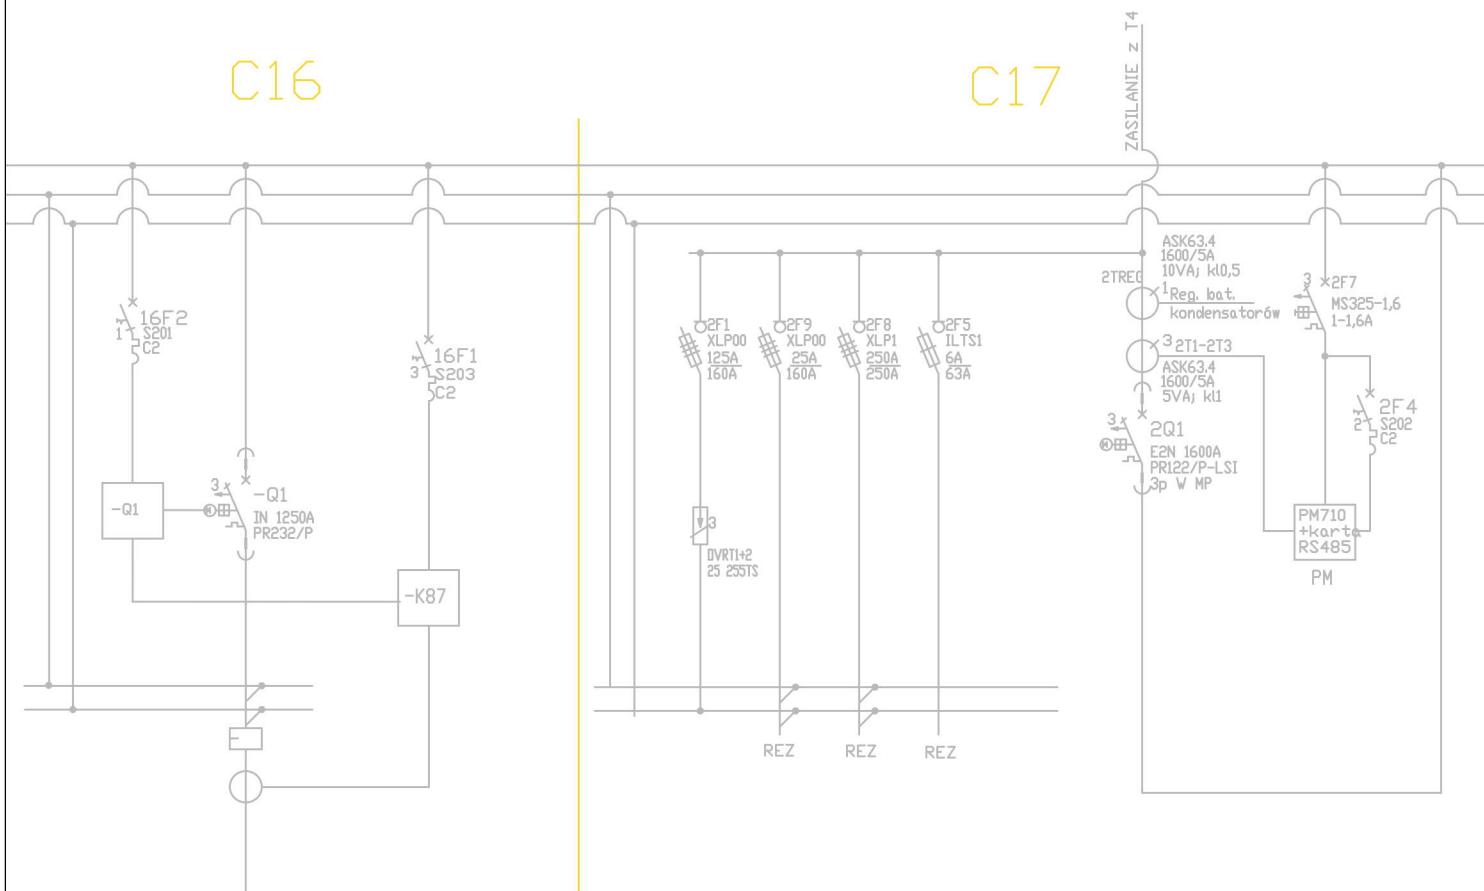 C16
C17
ZASILANIE z T4
16F2
1
S201
C2
16F1
3
S203
C2
-Q1
3
-Q1
IN 1250A
PR232/P
-K87
2F1
XLP00
125A
160A
2F9
XLP00
25A
160A
2F8
XLP1
250A
250A
2F5
ILTS1
6A
63A
3
DVRT1+2
25 255TS
REZ
REZ
REZ
ASK63.4
1600/5A
10VA; kl0,5
2TREG
1
Reg. bat.
kondensatorów
3
2T1-2T3
ASK63.4
1600/5A
5VA; kl1
3
2Q1
E2N 1600A
PR122/P-LSI
3p W MP
3
2F7
MS325-1,6
1-1,6A
2F4
2
S202
C2
PM710
+karta
RS485
PM